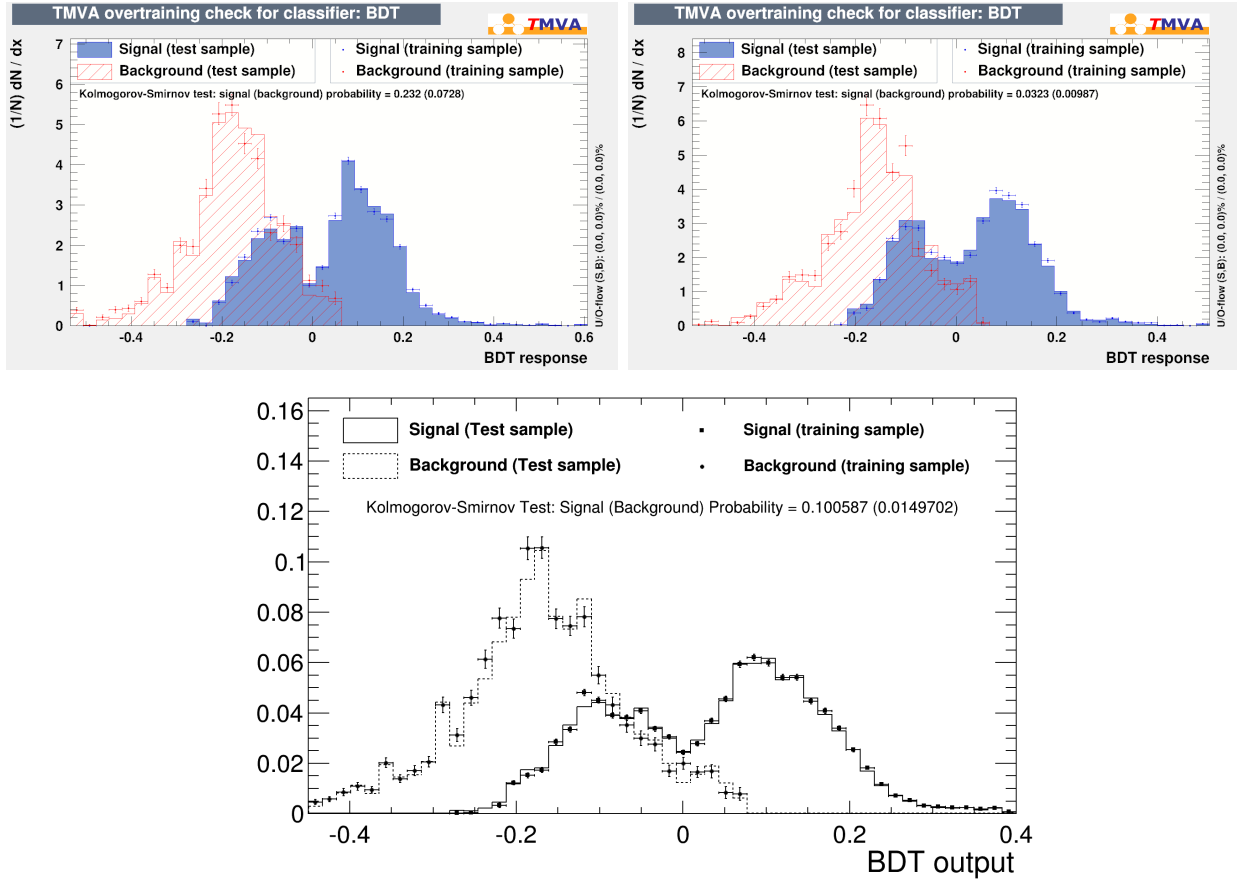 TMVA overtraining check for classifier: BDT
TMVA
(1/N) dN / dx
Signal (test sample)
Signal (training sample)
Background (test sample)
Background (training sample)
Kolmogorov-Smirnov test: signal (background) probability = 0.232 (0.0728)
7
6
5
4
3
2
1
0
-0.4 -0.2 0 0.2 0.4 0.6
BDT response
U/O-flow (S,B): (0.0, 0.0)% / (0.0, 0.0)%
TMVA overtraining check for classifier: BDT
TMVA
(1/N) dN / dx
Signal (test sample)
Signal (training sample)
Background (test sample)
Background (training sample)
Kolmogorov-Smirnov test: signal (background) probability = 0.0323 (0.00987)
8
7
6
5
4
3
2
1
0
-0.4 -0.2 0 0.2 0.4
BDT response
U/O-flow (S,B): (0.0, 0.0)% / (0.0, 0.0)%
Signal (Test sample)
Signal (training sample)
Background (Test sample)
Background (training sample)
Kolmogorov-Smirnov Test: Signal (Background) Probability = 0.100587 (0.0149702)
0.16
0.14
0.12
0.1
0.08
0.06
0.04
0.02
0
-0.4 -0.2 0 0.2 0.4
BDT output